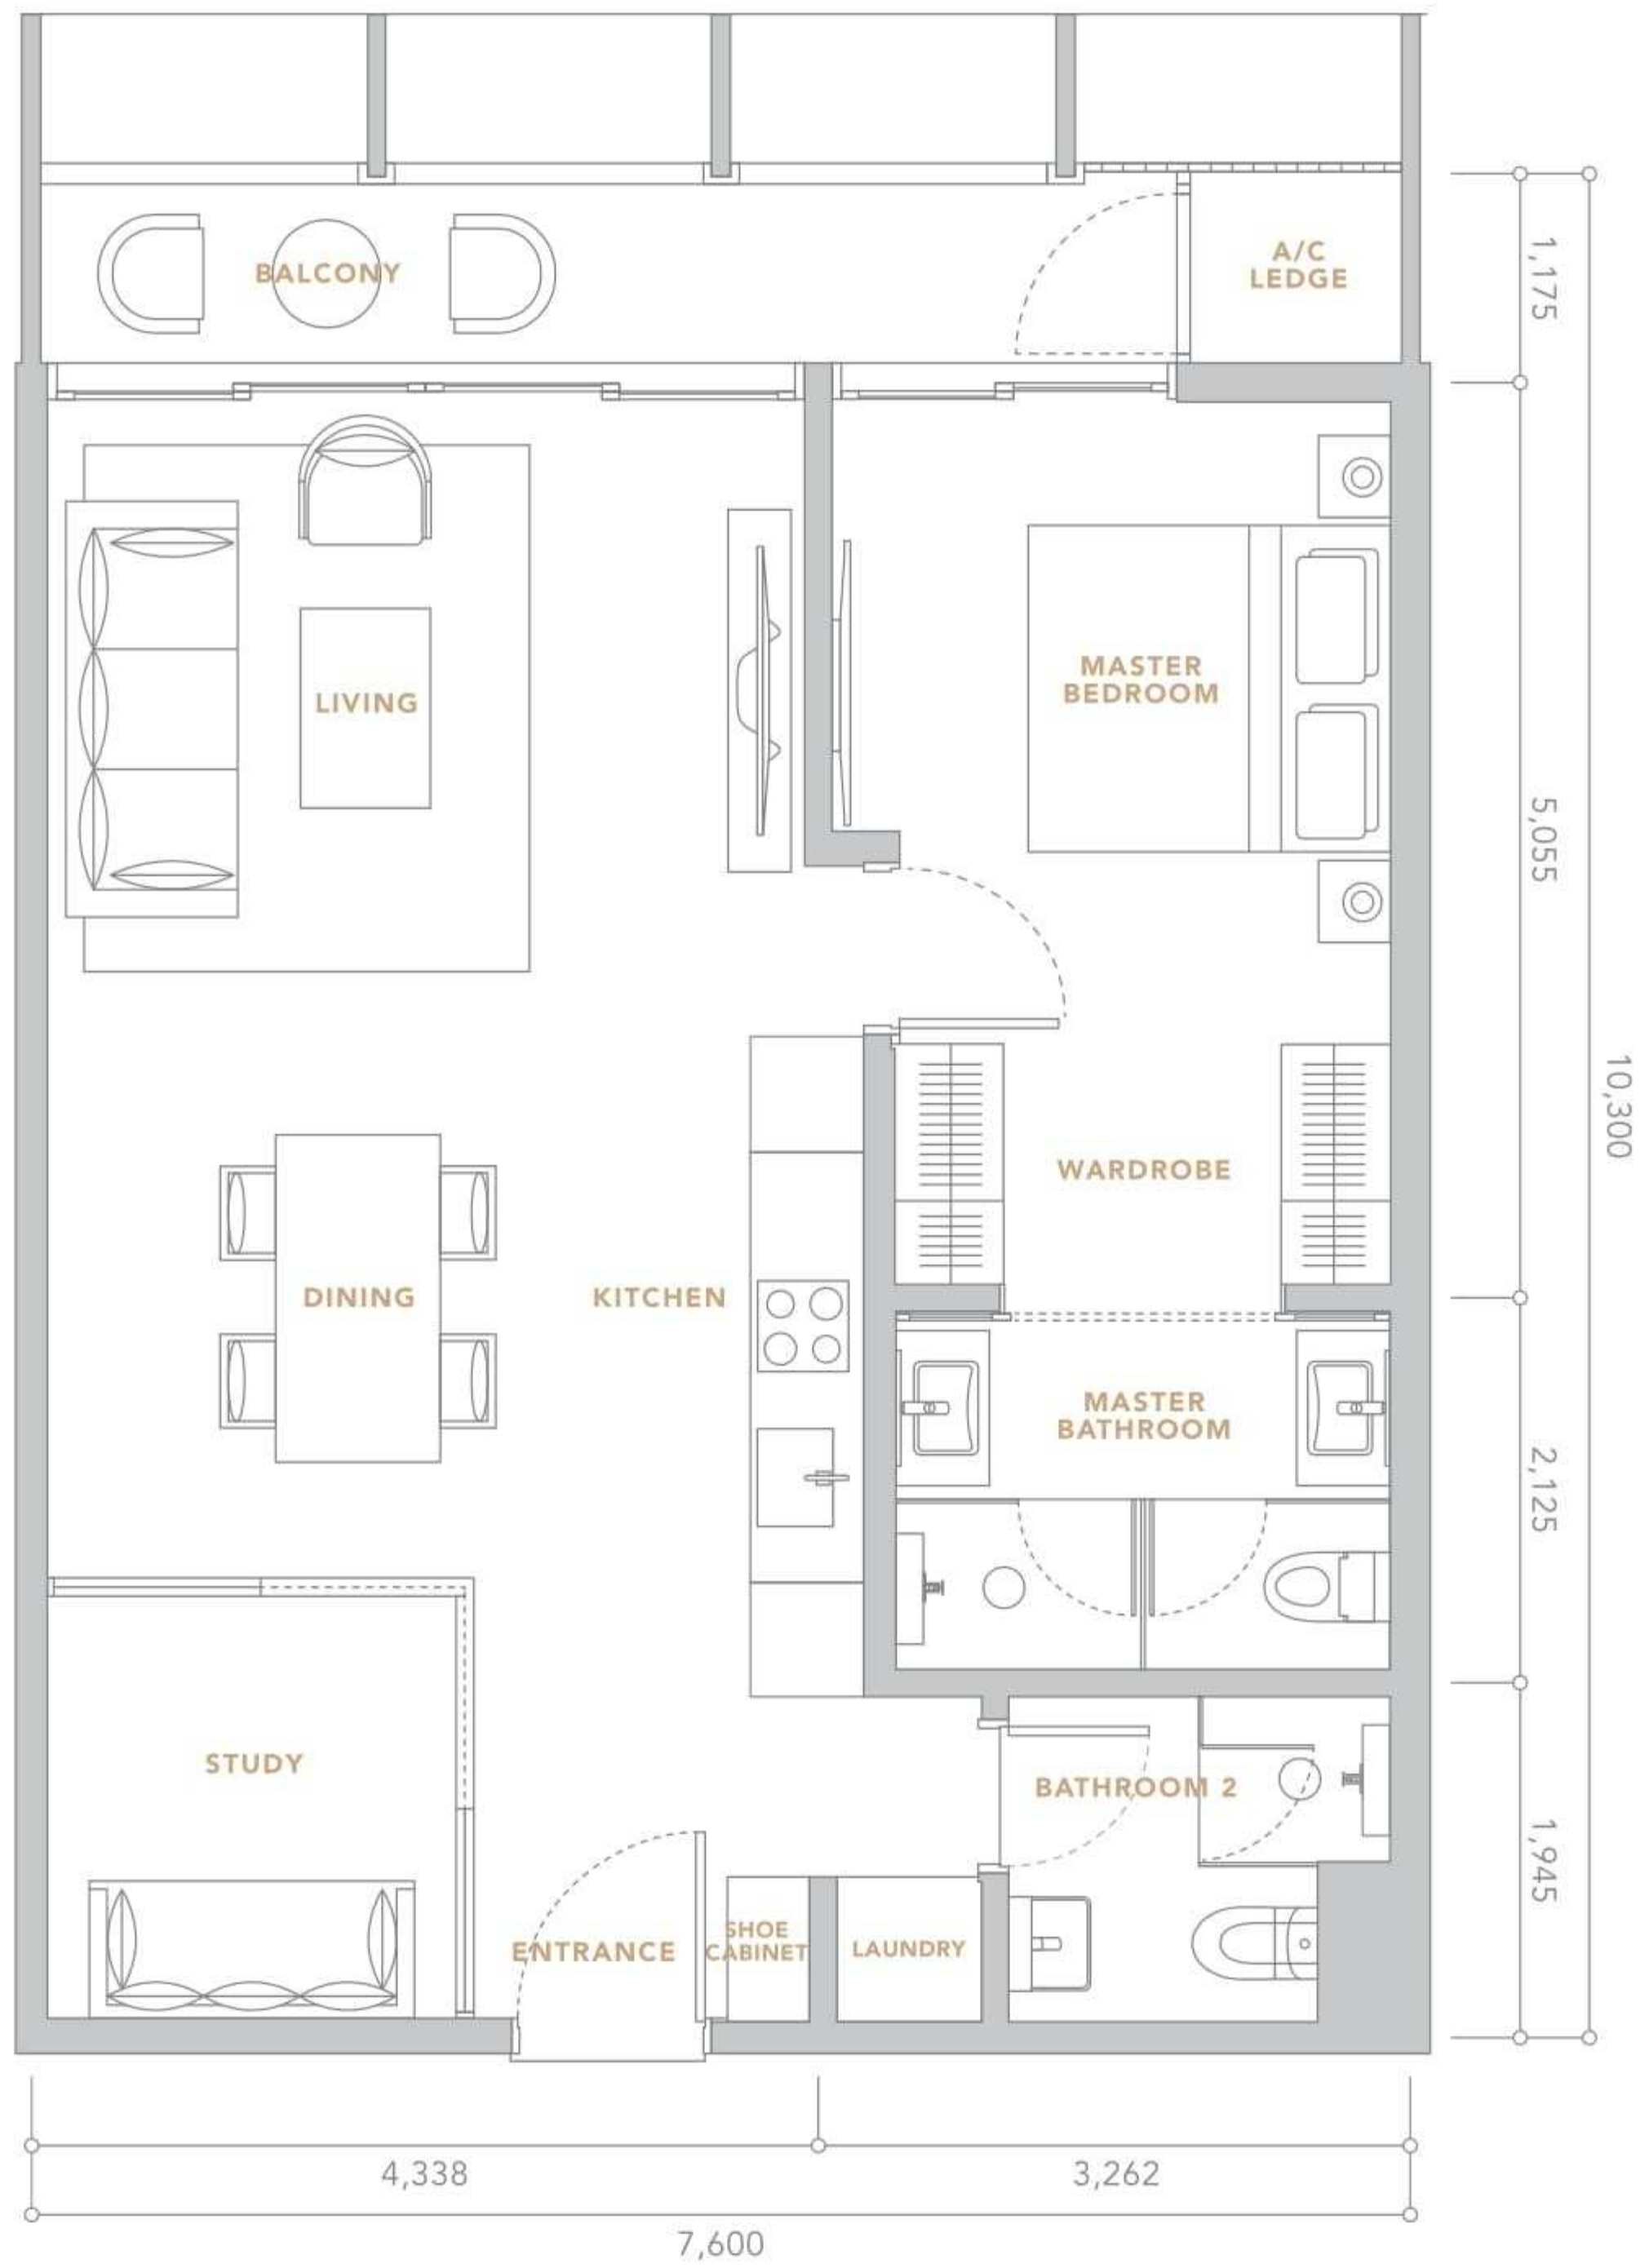 BALCONY
A/C
LEDGE
1,175
LIVING
MASTER
BEDROOM
5,055
10,300
WARDROBE
DINING
KITCHEN
MASTER
BATHROOM
2,125
STUDY
BATHROOM 2
1,945
ENTRANCE
SHOE
CABINET
LAUNDRY
4,338
3,262
7,600